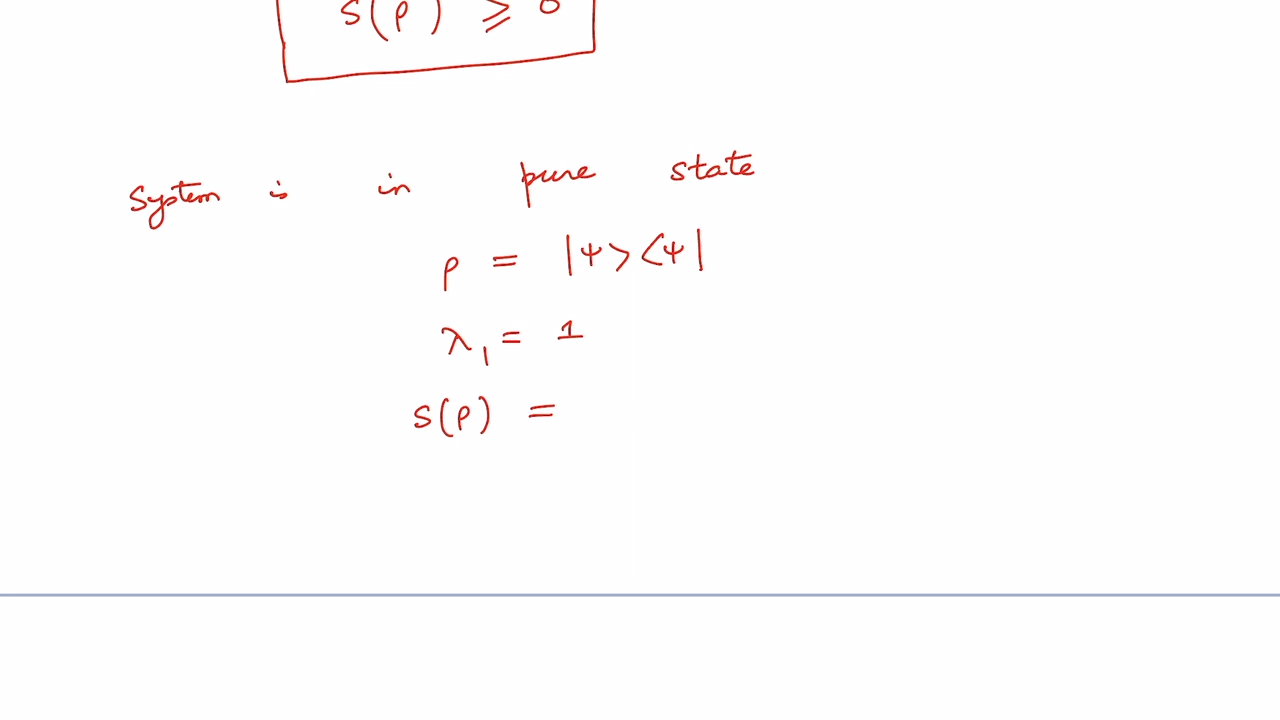 S(ρ) ⩾ 0
System is in pure state
ρ = |ψ> <ψ|
λ₁ = 1
S(ρ) =